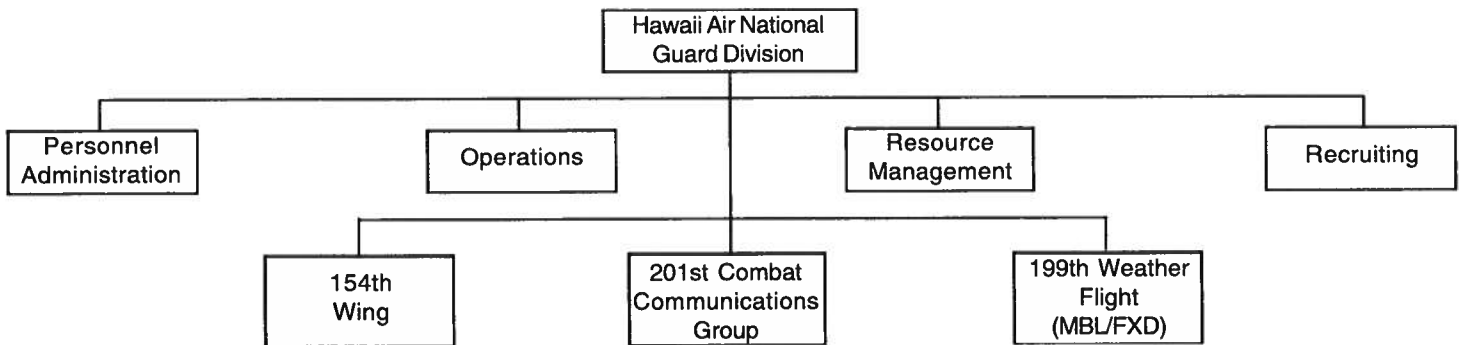 Hawaii Air National
Guard Division
Personnel
Administration
Operations
Resource
Management
Recruiting
154th
Wing
201st Combat
Communications
Group
199th Weather
Flight
(MBL/FXD)